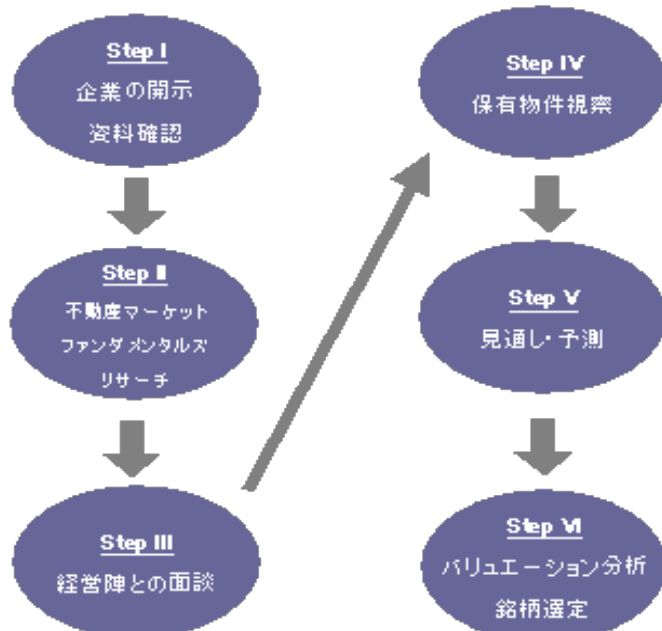 Step I
企業の開示
資料確認
Step II
不動産マーケット
ファンダメンタルズ
リサーチ
Step III
経営陣との面談
Step IV
保有物件視察
Step V
見通し・予測
Step VI
バリュエーション分析
銘柄選定